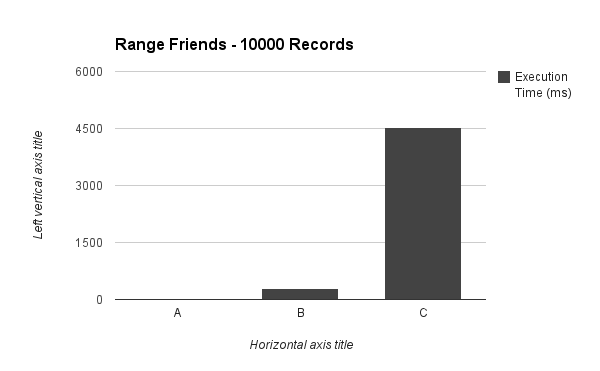 Range Friends - 10000 Records
6000
4500
3000
1500
0
Left vertical axis title
A
B
C
Horizontal axis title
Execution
Time (ms)